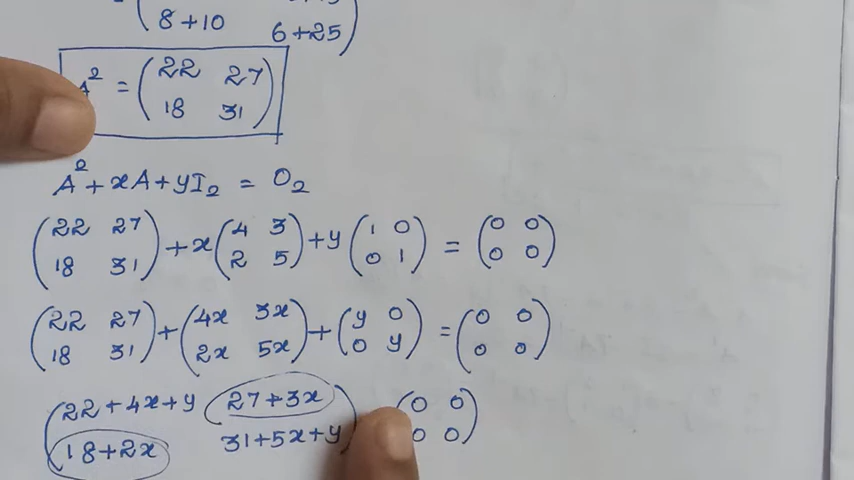 8+10 6+25)
A² = (22 27
18 31)
A²+xA+yI₂ = O₂
(22 27
18 31) + x (4 3
2 5) + y (1 0
0 1) = (0 0
0 0)
(22 27
18 31) + (4x 3x
2x 5x) + (y 0
0 y) = (0 0
0 0)
(22+4x+y 27+3x
18+2x 31+5x+y) (0 0
0 0)